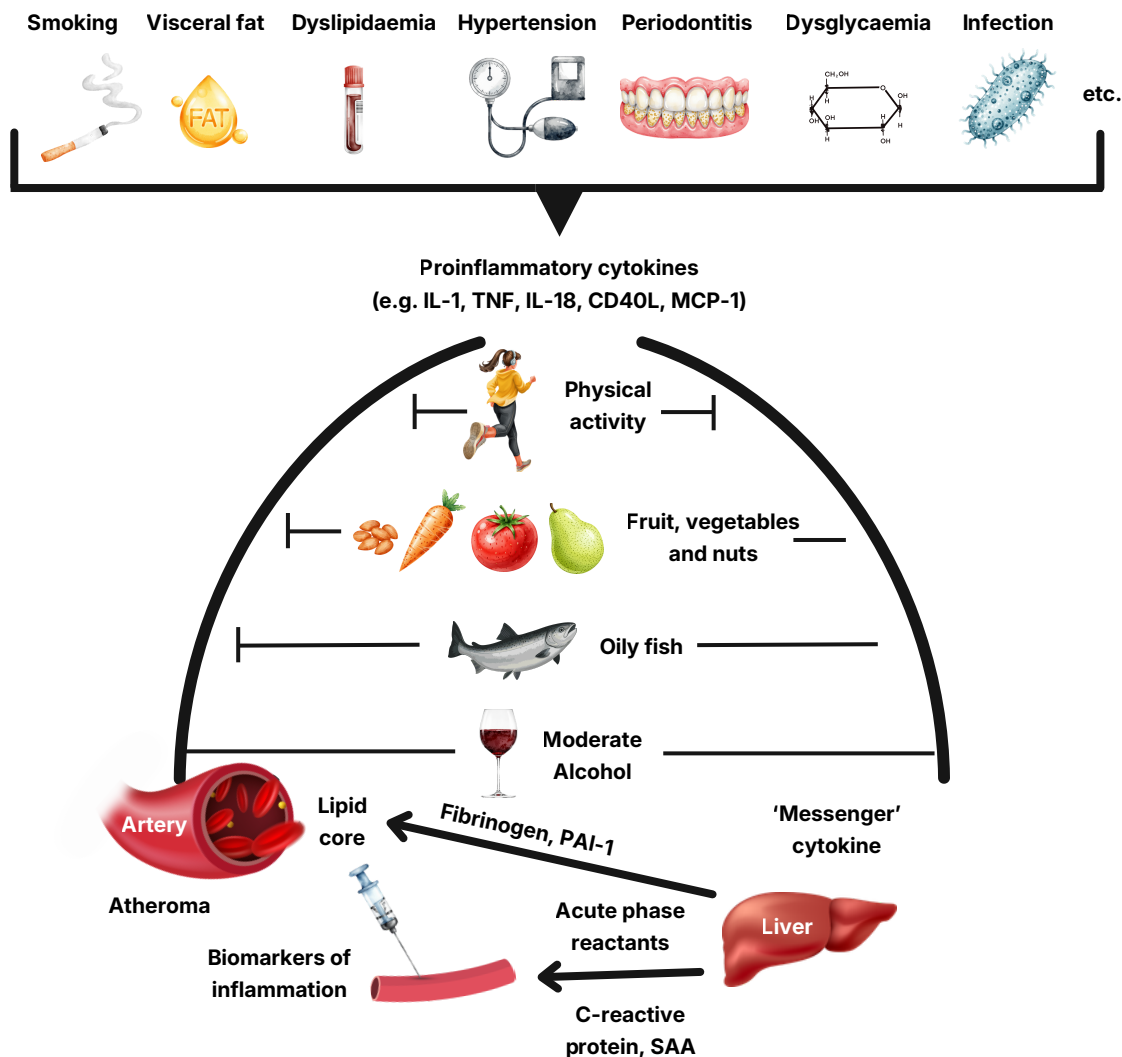 Smoking
Visceral fat
Dyslipidaemia
Hypertension
Periodontitis
Dysglycaemia
Infection
etc.
FAT
CH₂OH
O
H
H
H
OH
OH
H
OH
H
H
OH
Proinflammatory cytokines
(e.g. IL-1, TNF, IL-18, CD40L, MCP-1)
Physical
activity
Fruit, vegetables
and nuts
Oily fish
Moderate
Alcohol
Artery
Lipid
core
Fibrinogen, PAI-1
‘Messenger’
cytokine
Atheroma
Acute phase
reactants
Liver
Biomarkers of
inflammation
C-reactive
protein, SAA